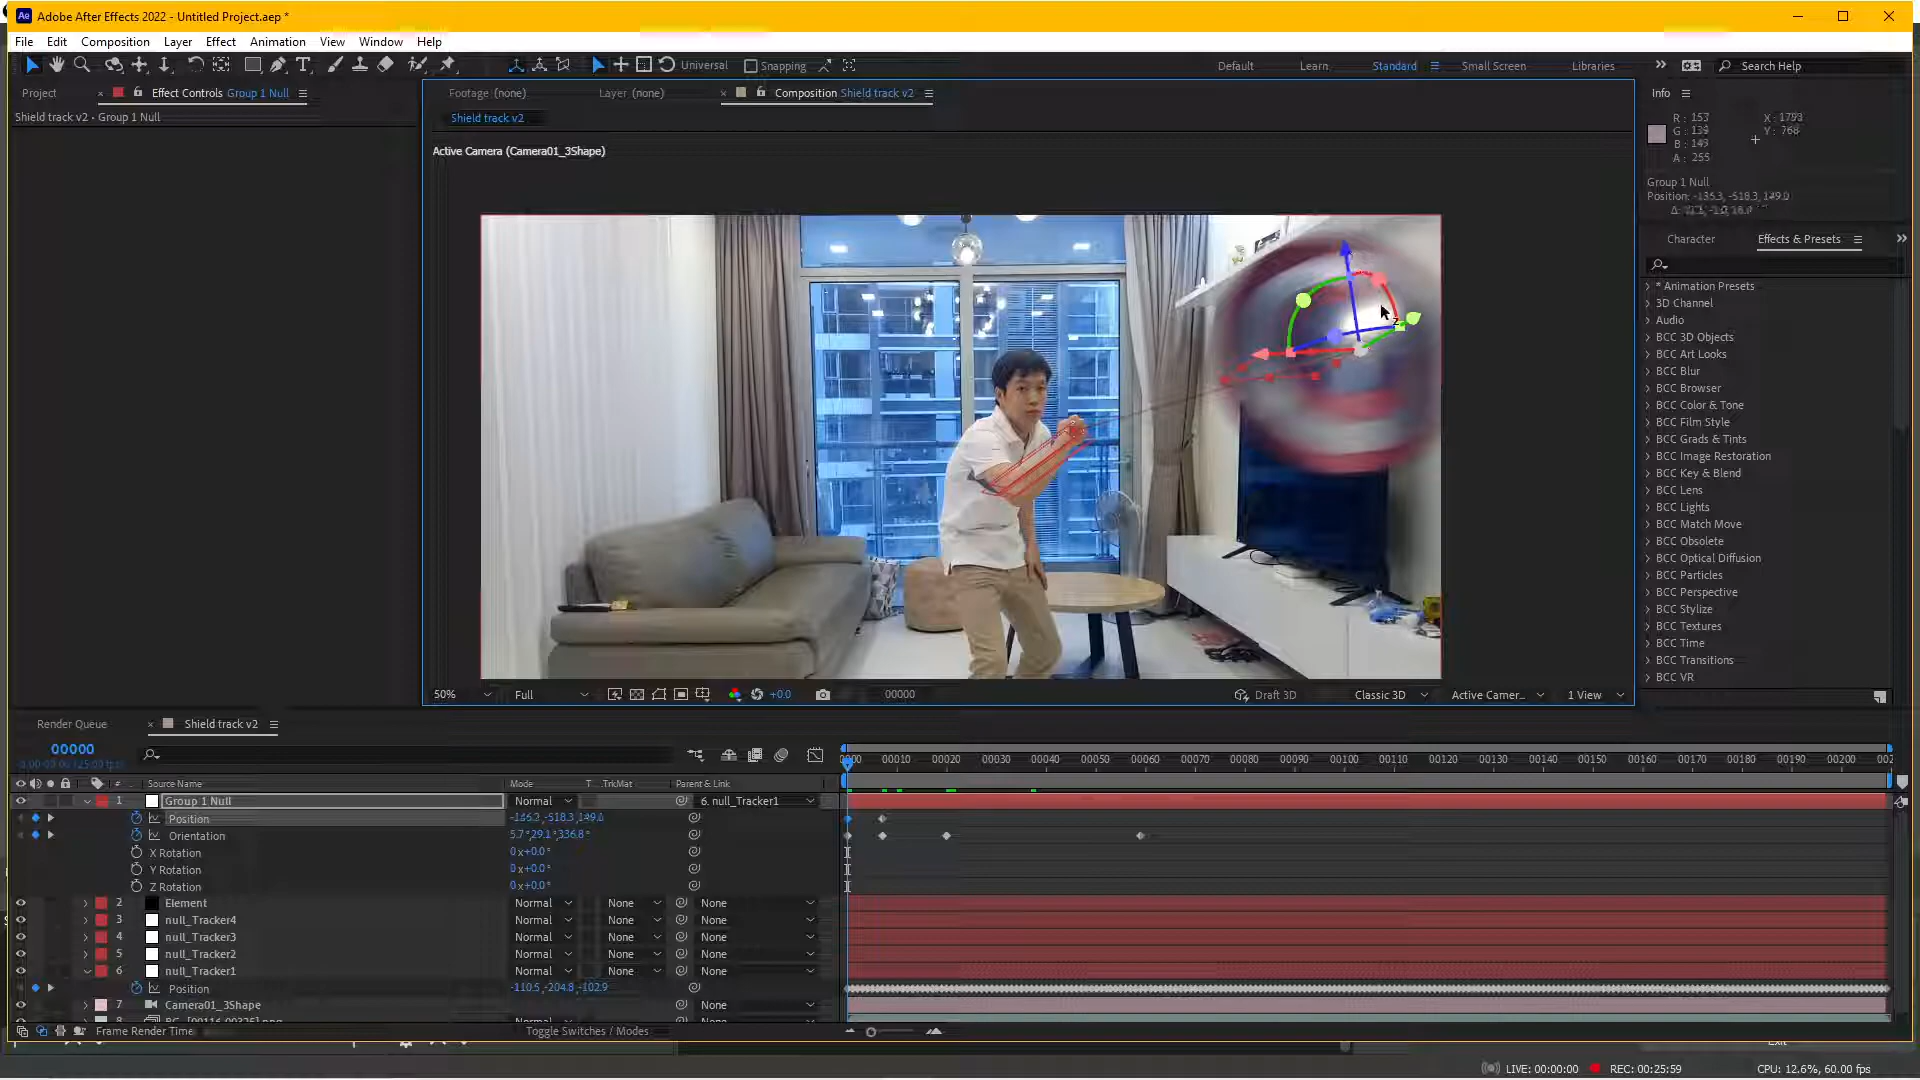 Adobe After Effects 2022 - Untitled Project.aep *
File Edit Composition Layer Effect Animation View Window Help
Universal Snapping Default Learn Standard Small Screen Libraries Search Help
Project Effect Controls Group 1 Null Footage (none) Layer (none) Composition Shield track v2 Info
Shield track v2 • Group 1 Null Shield track v2
R : 153 X : 1793
G : 139 Y : 768
B : 143
A : 255
Active Camera (Camera01_3Shape)
Group 1 Null
Position: -136.3, -518.3, 149.0
Character Effects & Presets
* Animation Presets
3D Channel
Audio
BCC 3D Objects
BCC Art Looks
BCC Blur
BCC Browser
BCC Color & Tone
BCC Film Style
BCC Grads & Tints
BCC Image Restoration
BCC Key & Blend
BCC Lens
BCC Lights
BCC Match Move
BCC Obsolete
BCC Optical Diffusion
BCC Particles
BCC Perspective
BCC Stylize
BCC Textures
BCC Time
BCC Transitions
BCC VR
50% Full +0.0 00000 Draft 3D Classic 3D Active Camer... 1 View
Render Queue Shield track v2
00000
00010 00020 00030 00040 00050 00060 00070 00080 00090 00100 00110 00120 00130 00140 00150 00160 00170 00180 00190 00200
# Source Name Mode T .TrkMat Parent & Link
1 Group 1 Null Normal 6. null_Tracker1
Position
Orientation 5.7°,29.1°,336.8°
X Rotation 0x+0.0°
Y Rotation 0x+0.0°
Z Rotation 0x+0.0°
2 Element Normal None None
3 null_Tracker4 Normal None None
4 null_Tracker3 Normal None None
5 null_Tracker2 Normal None None
6 null_Tracker1 Normal None None
Position -110.5,-204.8,-102.9
7 Camera01_3Shape None
8
Frame Render Time Toggle Switches / Modes
LIVE: 00:00:00 REC: 00:25:59 CPU: 12.6%, 60.00 fps